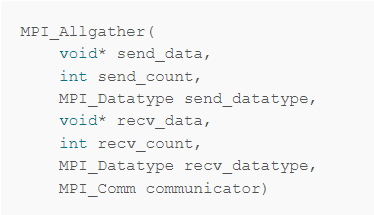 MPI_Allgather(
    void* send_data,
    int send_count,
    MPI_Datatype send_datatype,
    void* recv_data,
    int recv_count,
    MPI_Datatype recv_datatype,
    MPI_Comm communicator)